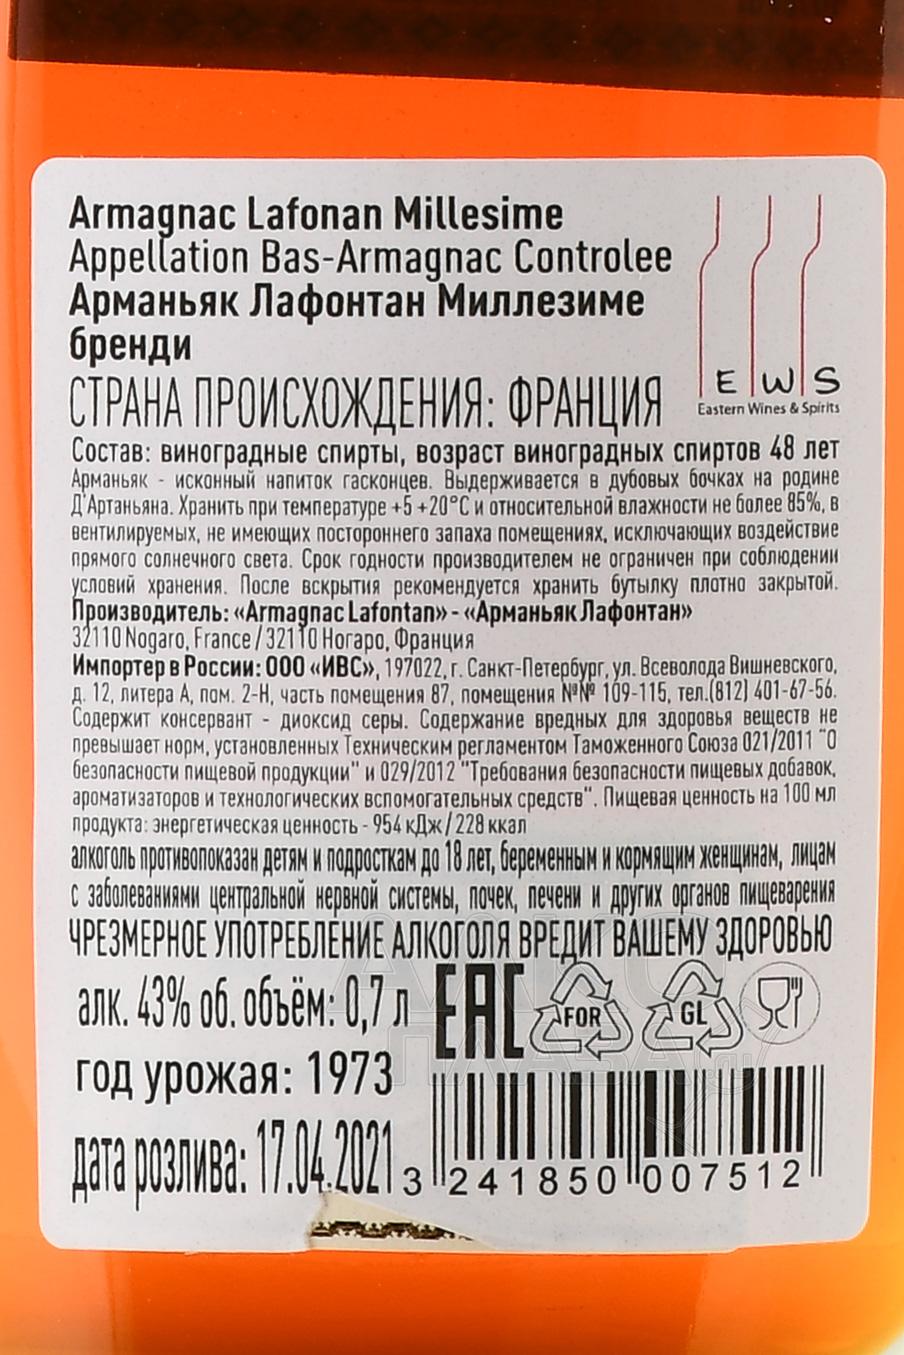 Armagnac Lafonan Millesime
Appellation Bas-Armagnac Controlee
Арманьяк Лафонтан Миллезиме
бренди
E W S
Eastern Wines & Spirits
СТРАНА ПРОИСХОЖДЕНИЯ: ФРАНЦИЯ
Состав: виноградные спирты, возраст виноградных спиртов 48 лет
Арманьяк - исконный напиток гасконцев. Выдерживается в дубовых бочках на родине
Д'Артаньяна. Хранить при температуре +5 +20°С и относительной влажности не более 85%, в
вентилируемых, не имеющих постороннего запаха помещениях, исключающих воздействие
прямого солнечного света. Срок годности производителем не ограничен при соблюдении
условий хранения. После вскрытия рекомендуется хранить бутылку плотно закрытой.
Производитель: «Armagnac Lafontan» - «Арманьяк Лафонтан»
32110 Nogaro, France / 32110 Ногаро, Франция
Импортер в России: ООО «ИВС», 197022, г. Санкт-Петербург, ул. Всеволода Вишневского,
д. 12, литера А, пом. 2-Н, часть помещения 87, помещения №№ 109-115, тел.(812) 401-67-56.
Содержит консервант - диоксид серы. Содержание вредных для здоровья веществ не
превышает норм, установленных Техническим регламентом Таможенного Союза 021/2011 "О
безопасности пищевой продукции" и 029/2012 "Требования безопасности пищевых добавок,
ароматизаторов и технологических вспомогательных средств". Пищевая ценность на 100 мл
продукта: энергетическая ценность - 954 кДж / 228 ккал
алкоголь противопоказан детям и подросткам до 18 лет, беременным и кормящим женщинам, лицам
с заболеваниями центральной нервной системы, почек, печени и других органов пищеварения
ЧРЕЗМЕРНОЕ УПОТРЕБЛЕНИЕ АЛКОГОЛЯ ВРЕДИТ ВАШЕМУ ЗДОРОВЬЮ
алк. 43% об. объём: 0,7 л
EAC
FOR
GL
год урожая: 1973
дата розлива: 17.04.2021
3 241850 007512